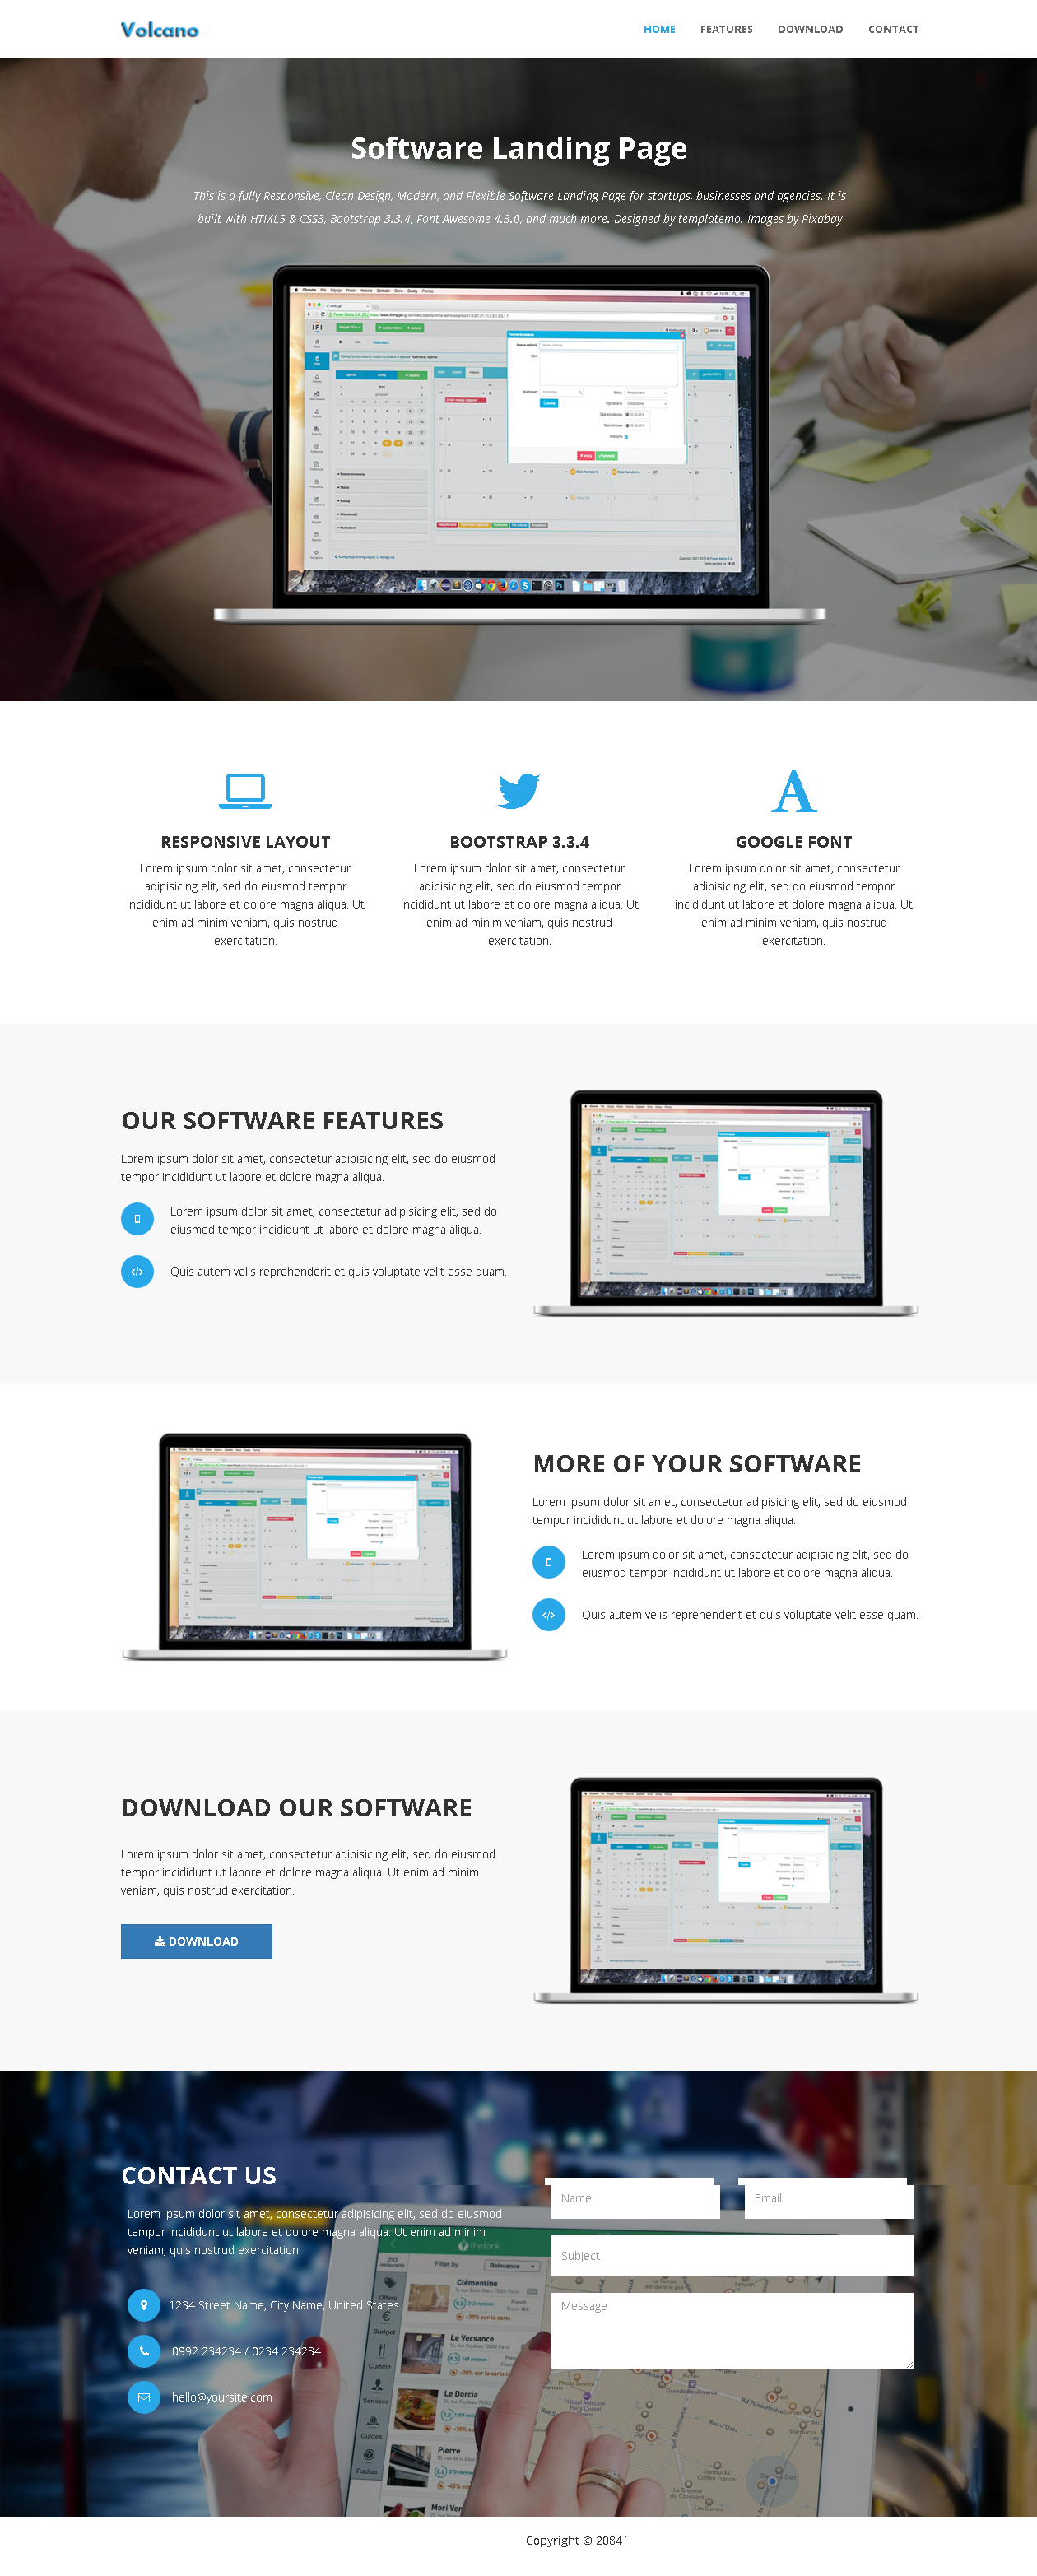 Volcano
HOME FEATURES DOWNLOAD CONTACT
Software Landing Page
This is a fully Responsive, Clean Design, Modern, and Flexible Software Landing Page for startups, businesses and agencies. It is
built with HTML5 & CSS3, Bootstrap 3.3.4, Font Awesome 4.3.0, and much more. Designed by templatemo. Images by Pixabay
RESPONSIVE LAYOUT
Lorem ipsum dolor sit amet, consectetur
adipisicing elit, sed do eiusmod tempor
incididunt ut labore et dolore magna aliqua. Ut
enim ad minim veniam, quis nostrud
exercitation.
BOOTSTRAP 3.3.4
Lorem ipsum dolor sit amet, consectetur
adipisicing elit, sed do eiusmod tempor
incididunt ut labore et dolore magna aliqua. Ut
enim ad minim veniam, quis nostrud
exercitation.
GOOGLE FONT
Lorem ipsum dolor sit amet, consectetur
adipisicing elit, sed do eiusmod tempor
incididunt ut labore et dolore magna aliqua. Ut
enim ad minim veniam, quis nostrud
exercitation.
OUR SOFTWARE FEATURES
Lorem ipsum dolor sit amet, consectetur adipisicing elit, sed do eiusmod
tempor incididunt ut labore et dolore magna aliqua.
Lorem ipsum dolor sit amet, consectetur adipisicing elit, sed do
eiusmod tempor incididunt ut labore et dolore magna aliqua.
Quis autem velis reprehenderit et quis voluptate velit esse quam.
MORE OF YOUR SOFTWARE
Lorem ipsum dolor sit amet, consectetur adipisicing elit, sed do eiusmod
tempor incididunt ut labore et dolore magna aliqua.
Lorem ipsum dolor sit amet, consectetur adipisicing elit, sed do
eiusmod tempor incididunt ut labore et dolore magna aliqua.
Quis autem velis reprehenderit et quis voluptate velit esse quam.
DOWNLOAD OUR SOFTWARE
Lorem ipsum dolor sit amet, consectetur adipisicing elit, sed do eiusmod
tempor incididunt ut labore et dolore magna aliqua. Ut enim ad minim
veniam, quis nostrud exercitation.
DOWNLOAD
CONTACT US
Lorem ipsum dolor sit amet, consectetur adipisicing elit, sed do eiusmod
tempor incididunt ut labore et dolore magna aliqua. Ut enim ad minim
veniam, quis nostrud exercitation.
1234 Street Name, City Name, United States
0992 234234 / 0234 234234
hello@yoursite.com
Name
Email
Subject
Message
thefork
Filter by Relevance
Clémentine
Le Versance
Le Dorcia
Pierre
Budget
Cuisine
Services
Guides
Radius
Copyright © 2084